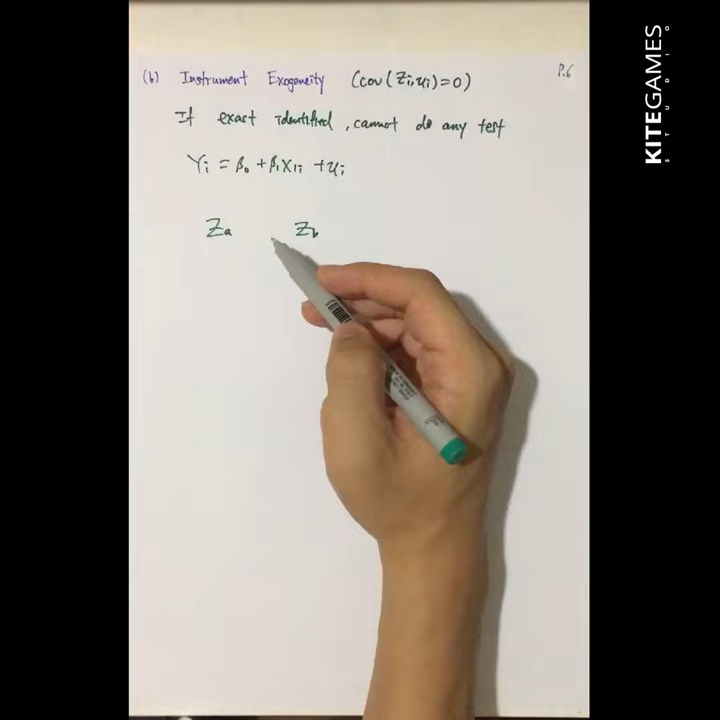 (b) Instrument Exogeneity (cov(Zi,ui)=0)
P.6
If exact identified, cannot do any test
Yi = β0 + β1X1i + ui
Za Zb
KITEGAMES
STUDIO